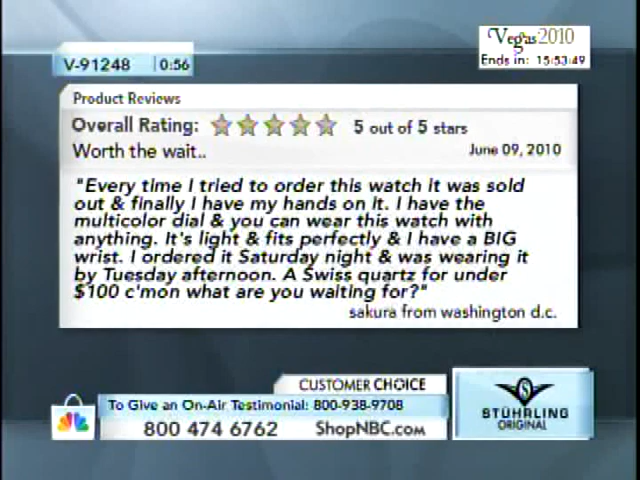 V-91248 0:56
Vegas2010
Ends in: 15:53:49
Product Reviews
Overall Rating: 5 out of 5 stars
Worth the wait.. June 09, 2010
"Every time I tried to order this watch it was sold
out & finally I have my hands on it. I have the
multicolor dial & you can wear this watch with
anything. It's light & fits perfectly & I have a BIG
wrist. I ordered it Saturday night & was wearing it
by Tuesday afternoon. A Swiss quartz for under
$100 c'mon what are you waiting for?"
sakura from washington d.c.
CUSTOMER CHOICE
To Give an On-Air Testimonial: 800-938-9708
800 474 6762 ShopNBC.com
S
STÜHRLING
ORIGINAL